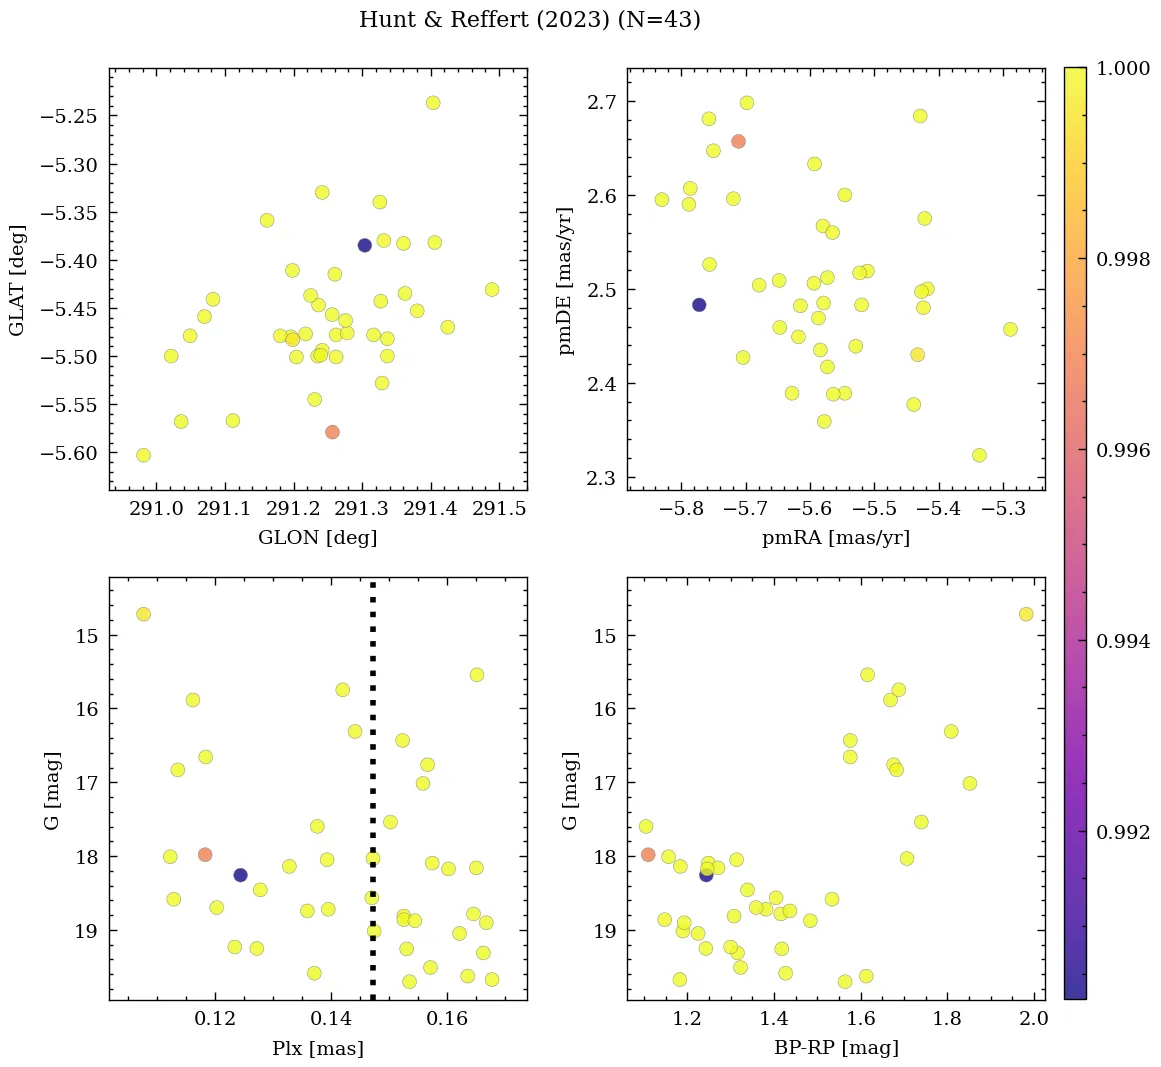 Hunt & Reffert (2023) (N=43)
−5.25
−5.30
−5.35
−5.40
−5.45
−5.50
−5.55
−5.60
GLAT [deg]
291.0 291.1 291.2 291.3 291.4 291.5
GLON [deg]
2.7
2.6
2.5
2.4
2.3
pmDE [mas/yr]
−5.8 −5.7 −5.6 −5.5 −5.4 −5.3
pmRA [mas/yr]
15
16
17
18
19
G [mag]
0.12 0.14 0.16
Plx [mas]
15
16
17
18
19
G [mag]
1.2 1.4 1.6 1.8 2.0
BP-RP [mag]
1.000
0.998
0.996
0.994
0.992